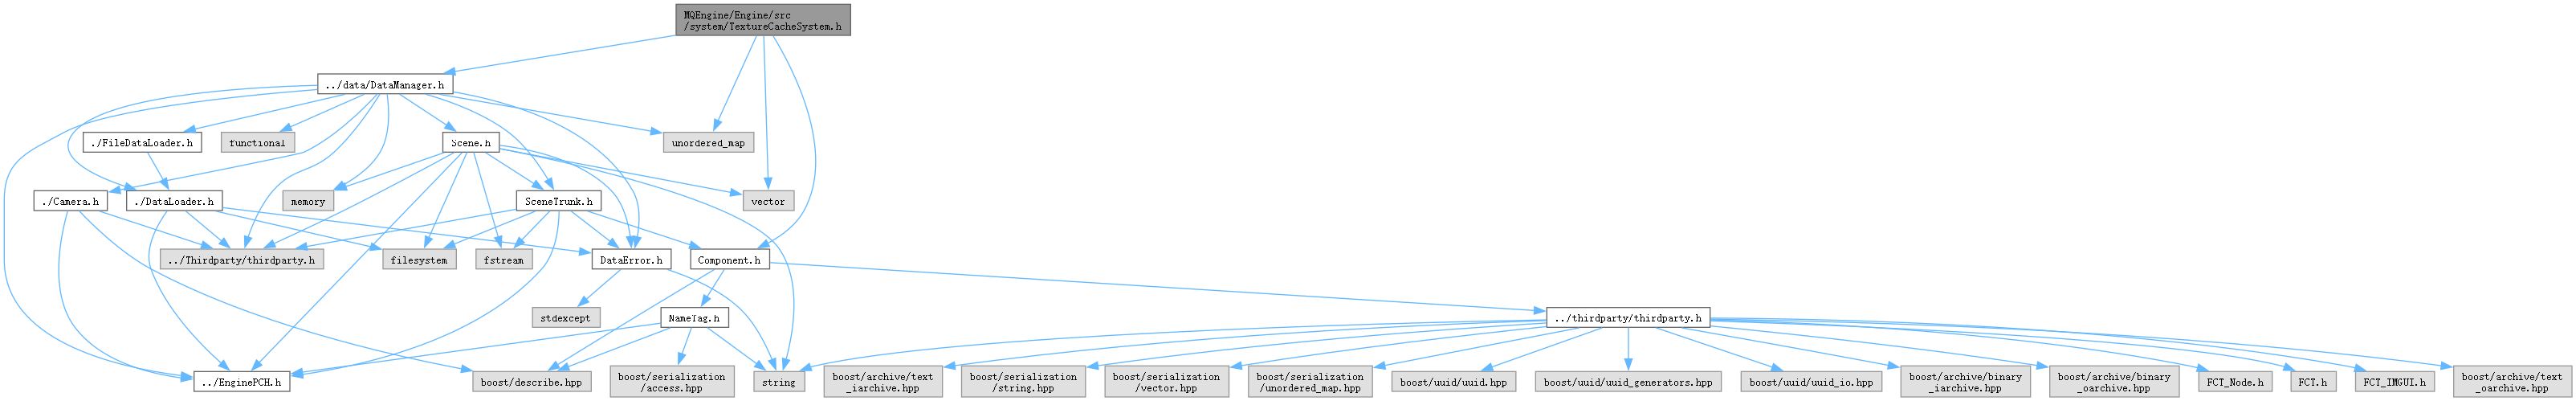 MQEngine/Engine/src
/system/TextureCacheSystem.h
../data/DataManager.h
./FileDataLoader.h
functional
Scene.h
unordered_map
./Camera.h
./DataLoader.h
memory
SceneTrunk.h
vector
../Thirdparty/thirdparty.h
filesystem
fstream
DataError.h
Component.h
stdexcept
NameTag.h
../thirdparty/thirdparty.h
../EnginePCH.h
boost/describe.hpp
boost/serialization
/access.hpp
string
boost/archive/text
_iarchive.hpp
boost/serialization
/string.hpp
boost/serialization
/vector.hpp
boost/serialization
/unordered_map.hpp
boost/uuid/uuid.hpp
boost/uuid/uuid_generators.hpp
boost/uuid/uuid_io.hpp
boost/archive/binary
_iarchive.hpp
boost/archive/binary
_oarchive.hpp
FCT_Node.h
FCT.h
FCT_IMGUI.h
boost/archive/text
_oarchive.hpp